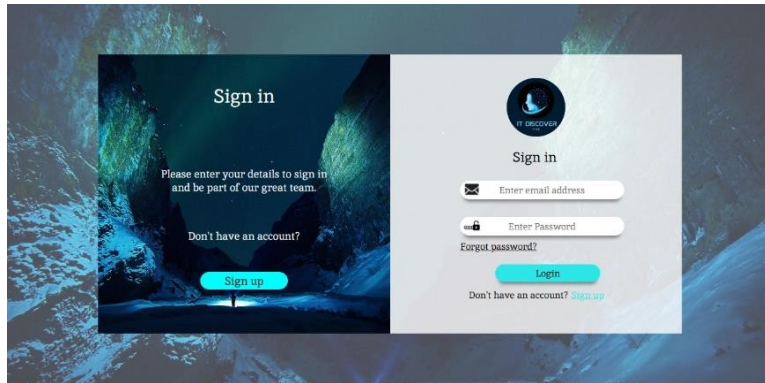 Sign in
Please enter your details to sign in
and be part of our great team.
Don't have an account?
Sign up
IT DISCOVER
Sign in
Enter email address
Enter Password
Forgot password?
Login
Don't have an account? Sign up